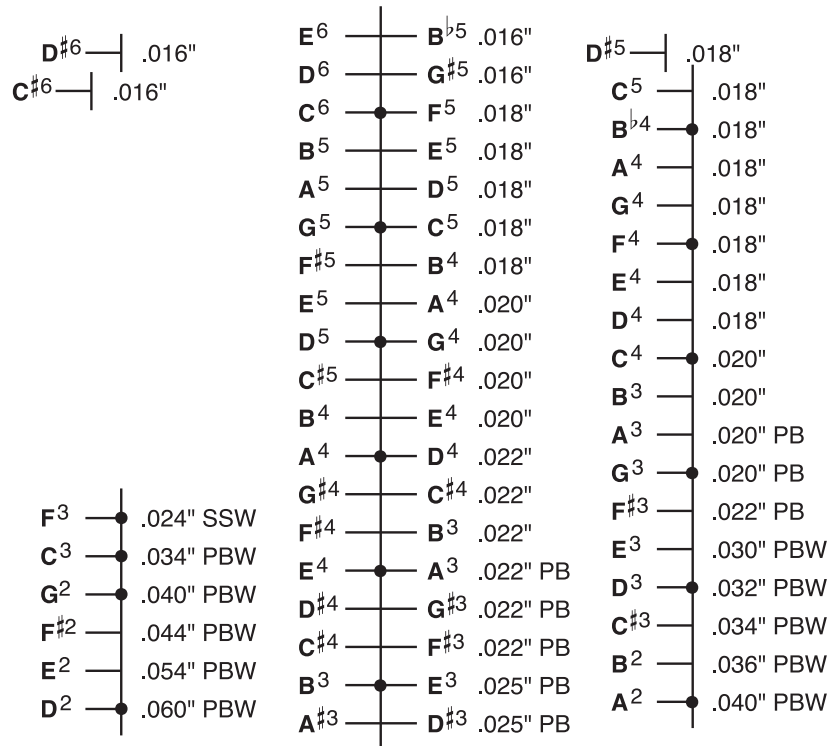 D♯6 .016"
C♯6 .016"
F3 .024" SSW
C3 .034" PBW
G2 .040" PBW
F♯2 .044" PBW
E2 .054" PBW
D2 .060" PBW
E6 B♭5 .016"
D6 G♯5 .016"
C6 F5 .018"
B5 E5 .018"
A5 D5 .018"
G5 C5 .018"
F♯5 B4 .018"
E5 A4 .020"
D5 G4 .020"
C♯5 F♯4 .020"
B4 E4 .020"
A4 D4 .022"
G♯4 C♯4 .022"
F♯4 B3 .022"
E4 A3 .022" PB
D♯4 G♯3 .022" PB
C♯4 F♯3 .022" PB
B3 E3 .025" PB
A♯3 D♯3 .025" PB
D♯5 .018"
C5 .018"
B♭4 .018"
A4 .018"
G4 .018"
F4 .018"
E4 .018"
D4 .018"
C4 .020"
B3 .020"
A3 .020" PB
G3 .020" PB
F♯3 .022" PB
E3 .030" PBW
D3 .032" PBW
C♯3 .034" PBW
B2 .036" PBW
A2 .040" PBW